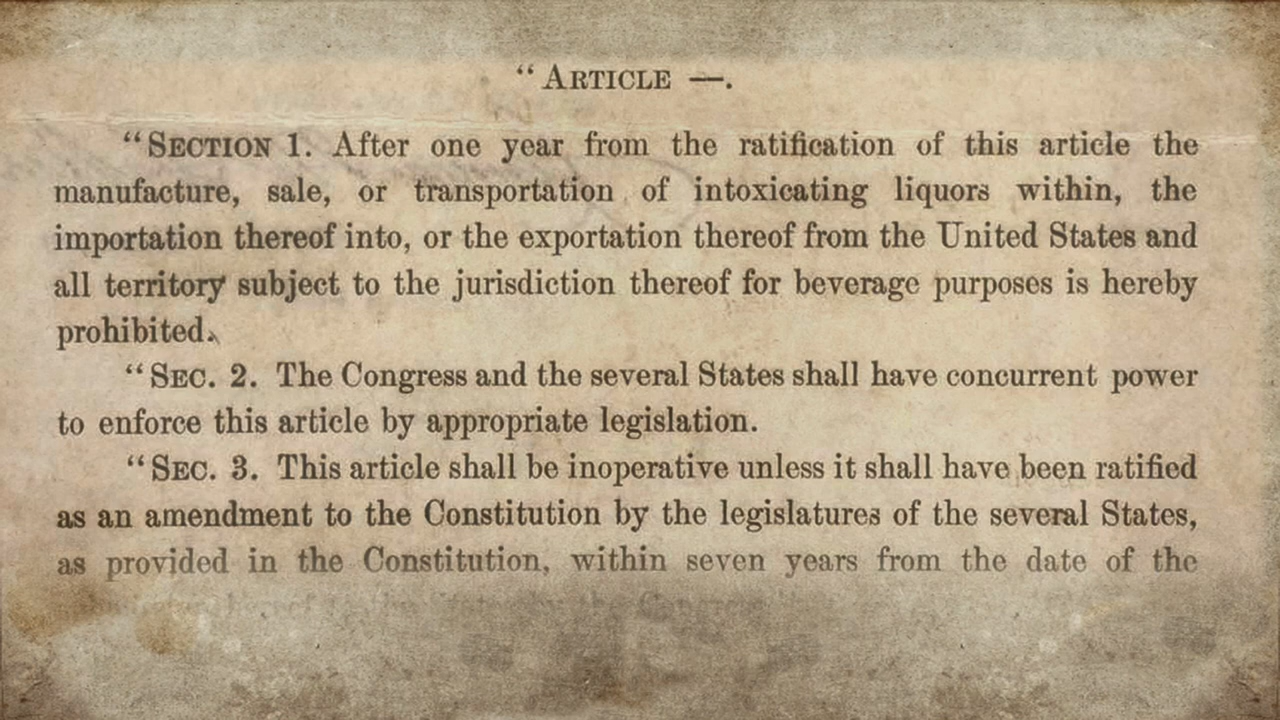 “ ARTICLE —.
“SECTION 1. After one year from the ratification of this article the
manufacture, sale, or transportation of intoxicating liquors within, the
importation thereof into, or the exportation thereof from the United States and
all territory subject to the jurisdiction thereof for beverage purposes is hereby
prohibited.
“SEC. 2. The Congress and the several States shall have concurrent power
to enforce this article by appropriate legislation.
“SEC. 3. This article shall be inoperative unless it shall have been ratified
as an amendment to the Constitution by the legislatures of the several States,
as provided in the Constitution, within seven years from the date of the
the States by the Congress